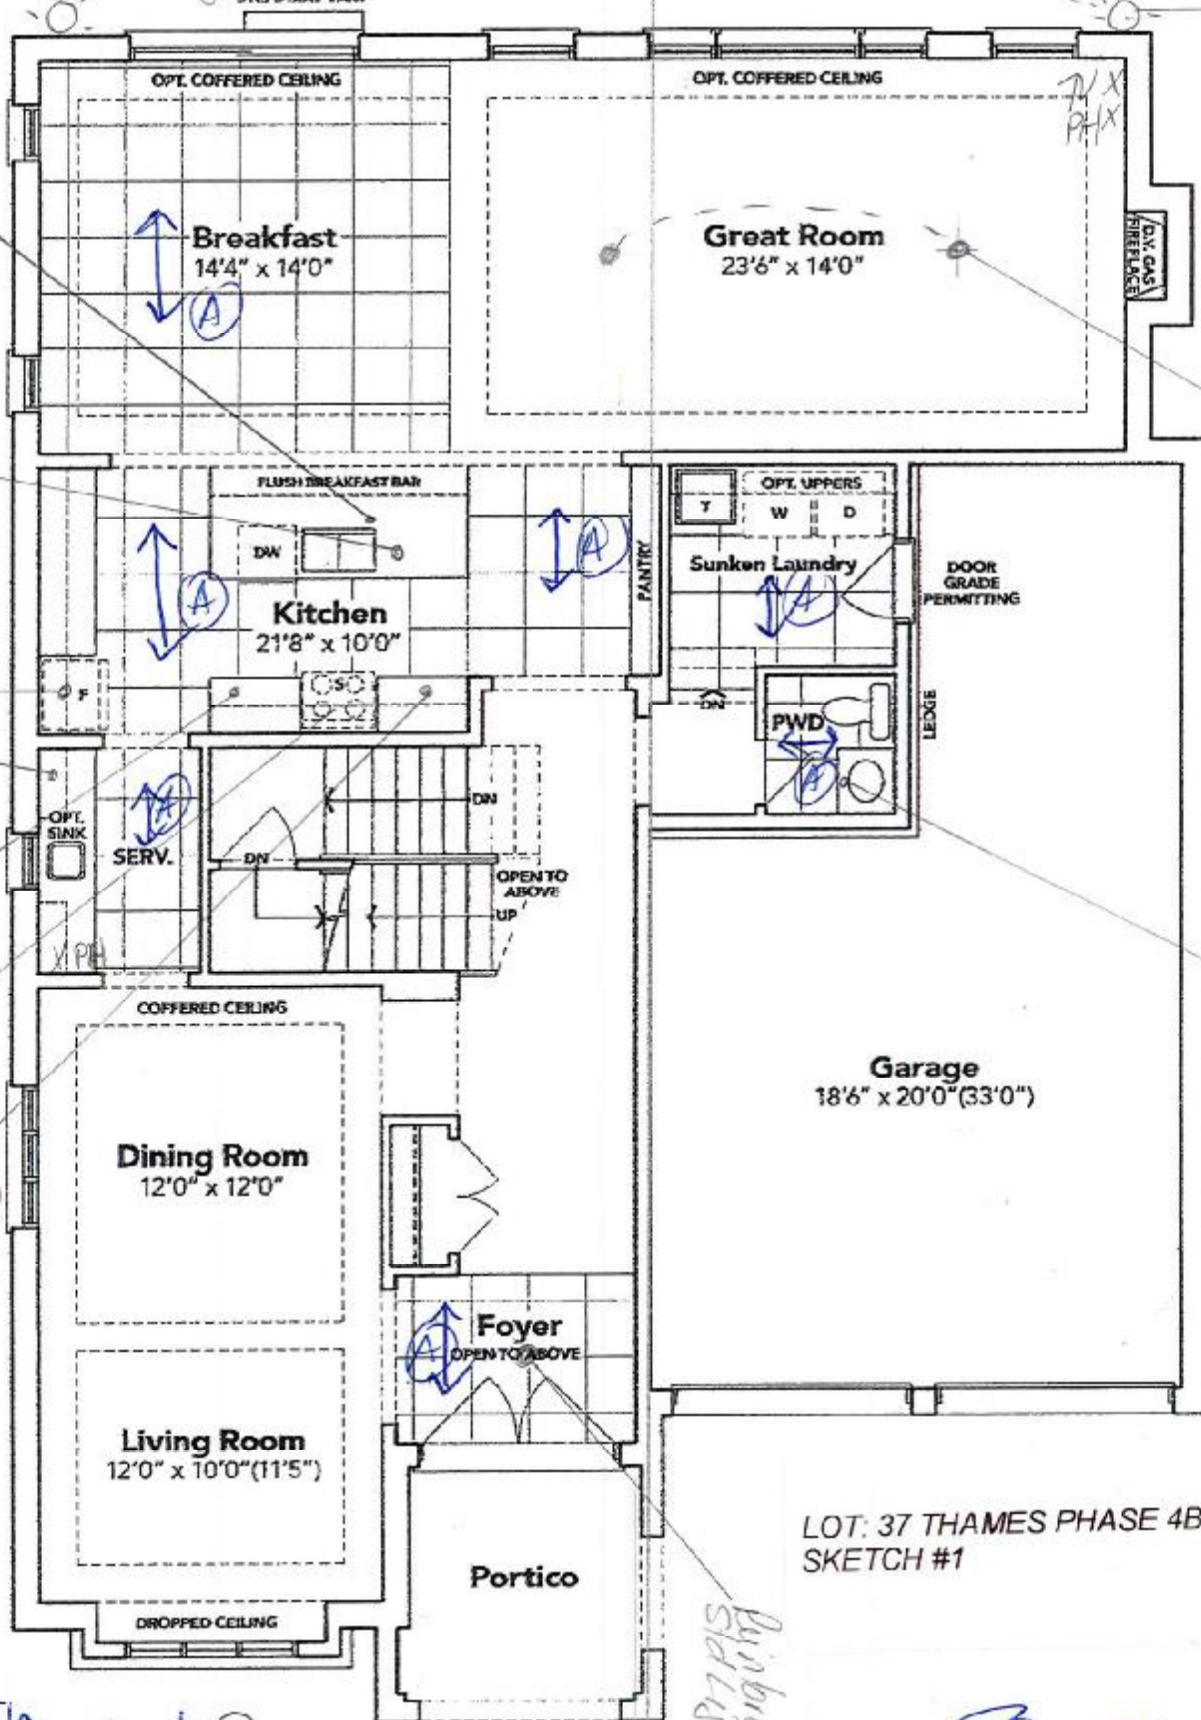 OPT. COFFERED CEILING
OPT. COFFERED CEILING
TV X
PH X
Breakfast
14'4" x 14'0"
A
Great Room
23'6" x 14'0"
D.V. GAS
FIREPLACE
FLUSH BREAKFAST BAR
DW
A
Kitchen
21'8" x 10'0"
A
PANTRY
F
S
OPT. UPPERS
T
W
D
Sunken Laundry
A
DOOR
GRADE
PERMITTING
DN
PWD
A
LEDGE
OPT.
SINK
A
SERV.
X PH
DN
DN
OPEN TO
ABOVE
UP
COFFERED CEILING
Dining Room
12'0" x 12'0"
Garage
18'6" x 20'0"(33'0")
Foyer
OPEN TO ABOVE
A
Living Room
12'0" x 10'0"(11'5")
DROPPED CEILING
Portico
LOT: 37 THAMES PHASE 4B
SKETCH #1